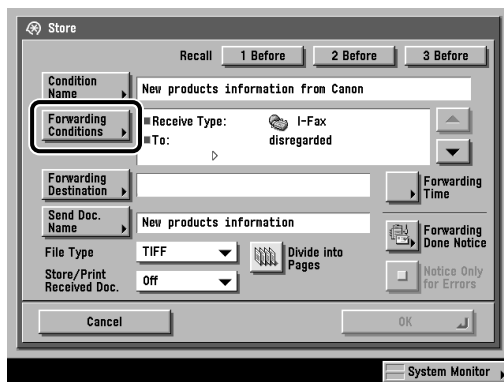 Store
Recall 1 Before 2 Before 3 Before
Condition
Name
New products information from Canon
Forwarding
Conditions
Receive Type: I-Fax
To: disregarded
Forwarding
Destination
Forwarding
Time
Send Doc.
Name
New products information
Forwarding
Done Notice
File Type TIFF
Divide into
Pages
Store/Print
Received Doc.
Off
Notice Only
for Errors
Cancel OK
System Monitor